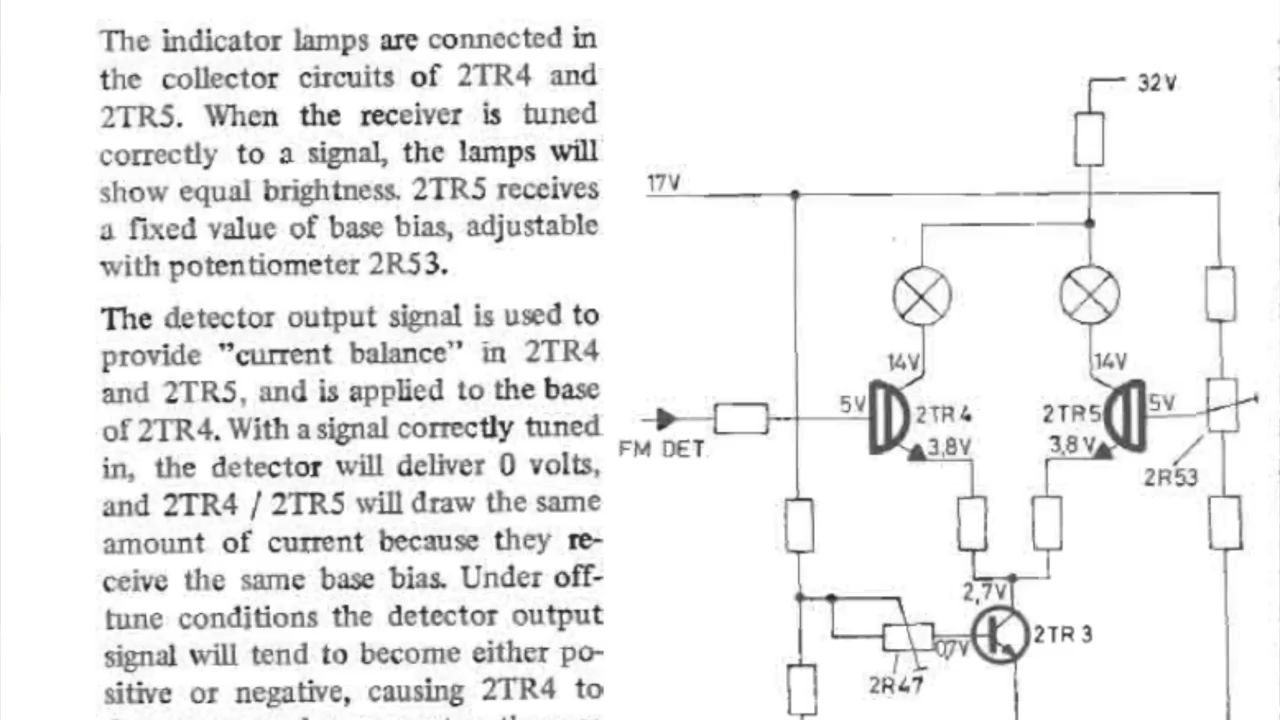 The indicator lamps are connected in
the collector circuits of 2TR4 and
2TR5. When the receiver is tuned
correctly to a signal, the lamps will
show equal brightness. 2TR5 receives
a fixed value of base bias, adjustable
with potentiometer 2R53.
The detector output signal is used to
provide ”current balance” in 2TR4
and 2TR5, and is applied to the base
of 2TR4. With a signal correctly tuned
in, the detector will deliver 0 volts,
and 2TR4 / 2TR5 will draw the same
amount of current because they re-
ceive the same base bias. Under off-
tune conditions the detector output
signal will tend to become either po-
sitive or negative, causing 2TR4 to
32V
17V
14V
14V
5V
2TR4
2TR5
5V
FM DET.
3,8V
3,8V
2R53
2,7V
2TR3
0,7V
2R47